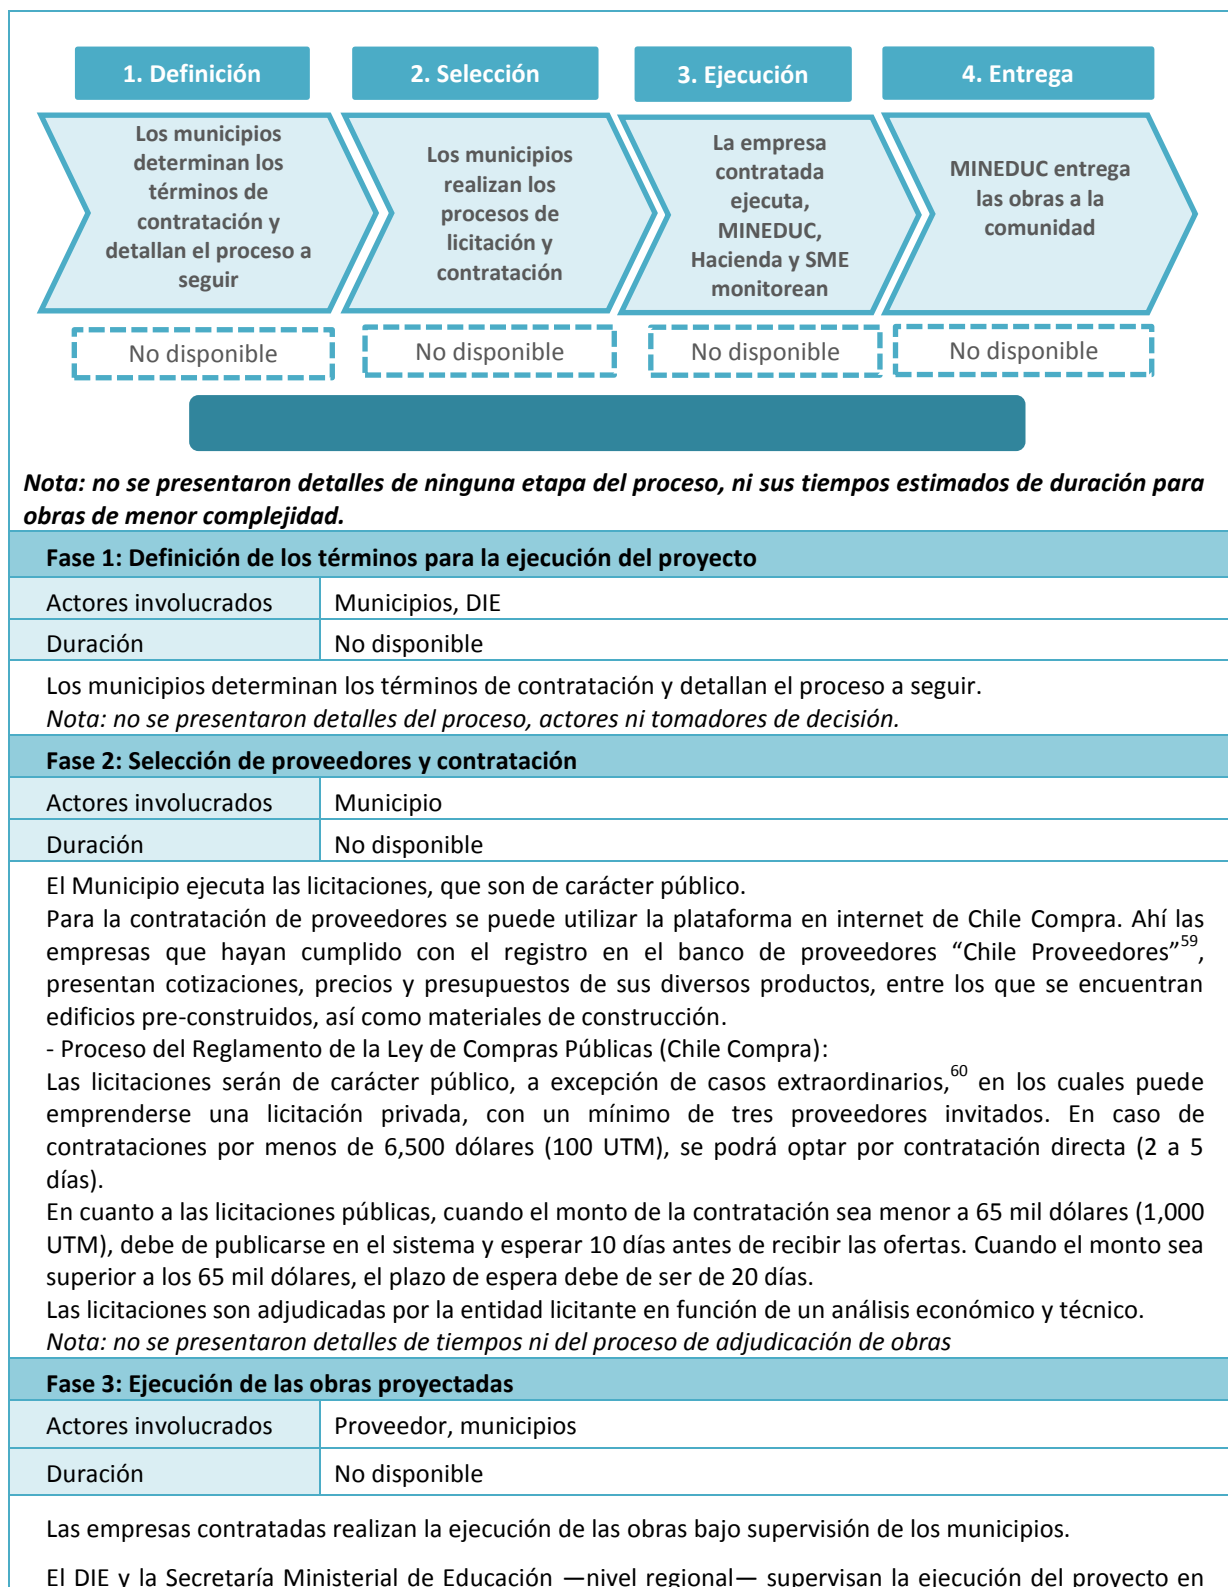 1. Definición
2. Selección
3. Ejecución
4. Entrega
Los municipios
determinan los
términos de
contratación y
detallan el proceso a
seguir
Los municipios
realizan los
procesos de
licitación y
contratación
La empresa
contratada
ejecuta,
MINEDUC,
Hacienda y SME
monitorean
MINEDUC entrega
las obras a la
comunidad
No disponible
No disponible
No disponible
No disponible
Nota: no se presentaron detalles de ninguna etapa del proceso, ni sus tiempos estimados de duración para
obras de menor complejidad.
Fase 1: Definición de los términos para la ejecución del proyecto
Actores involucrados Municipios, DIE
Duración No disponible
Los municipios determinan los términos de contratación y detallan el proceso a seguir.
Nota: no se presentaron detalles del proceso, actores ni tomadores de decisión.
Fase 2: Selección de proveedores y contratación
Actores involucrados Municipio
Duración No disponible
El Municipio ejecuta las licitaciones, que son de carácter público.
Para la contratación de proveedores se puede utilizar la plataforma en internet de Chile Compra. Ahí las
empresas que hayan cumplido con el registro en el banco de proveedores “Chile Proveedores”59,
presentan cotizaciones, precios y presupuestos de sus diversos productos, entre los que se encuentran
edificios pre-construidos, así como materiales de construcción.
- Proceso del Reglamento de la Ley de Compras Públicas (Chile Compra):
Las licitaciones serán de carácter público, a excepción de casos extraordinarios,60 en los cuales puede
emprenderse una licitación privada, con un mínimo de tres proveedores invitados. En caso de
contrataciones por menos de 6,500 dólares (100 UTM), se podrá optar por contratación directa (2 a 5
días).
En cuanto a las licitaciones públicas, cuando el monto de la contratación sea menor a 65 mil dólares (1,000
UTM), debe de publicarse en el sistema y esperar 10 días antes de recibir las ofertas. Cuando el monto sea
superior a los 65 mil dólares, el plazo de espera debe de ser de 20 días.
Las licitaciones son adjudicadas por la entidad licitante en función de un análisis económico y técnico.
Nota: no se presentaron detalles de tiempos ni del proceso de adjudicación de obras
Fase 3: Ejecución de las obras proyectadas
Actores involucrados Proveedor, municipios
Duración No disponible
Las empresas contratadas realizan la ejecución de las obras bajo supervisión de los municipios.
El DIE y la Secretaría Ministerial de Educación —nivel regional— supervisan la ejecución del proyecto en